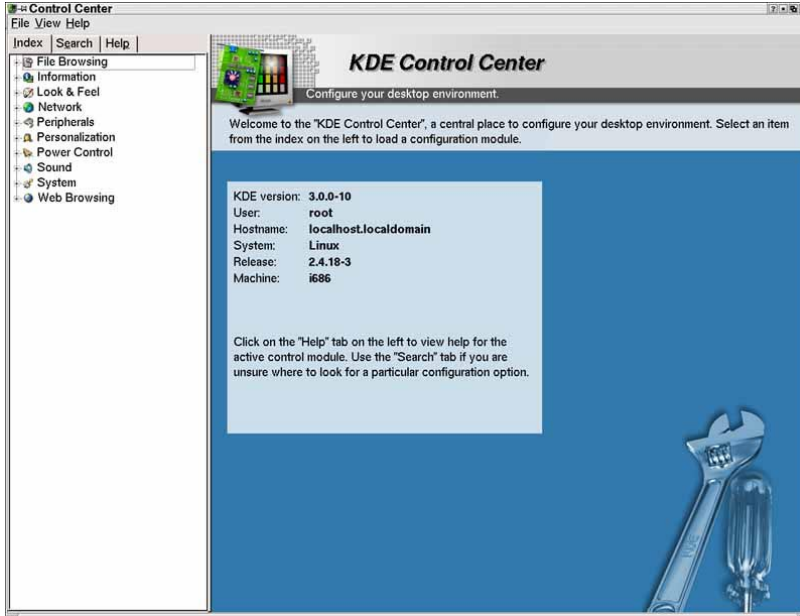 Control Center
File View Help
Index Search Help
File Browsing
Information
Look & Feel
Network
Peripherals
Personalization
Power Control
Sound
System
Web Browsing
KDE Control Center
Configure your desktop environment.
Welcome to the "KDE Control Center", a central place to configure your desktop environment. Select an item
from the index on the left to load a configuration module.
KDE version: 3.0.0-10
User: root
Hostname: localhost.localdomain
System: Linux
Release: 2.4.18-3
Machine: i686
Click on the "Help" tab on the left to view help for the
active control module. Use the "Search" tab if you are
unsure where to look for a particular configuration option.